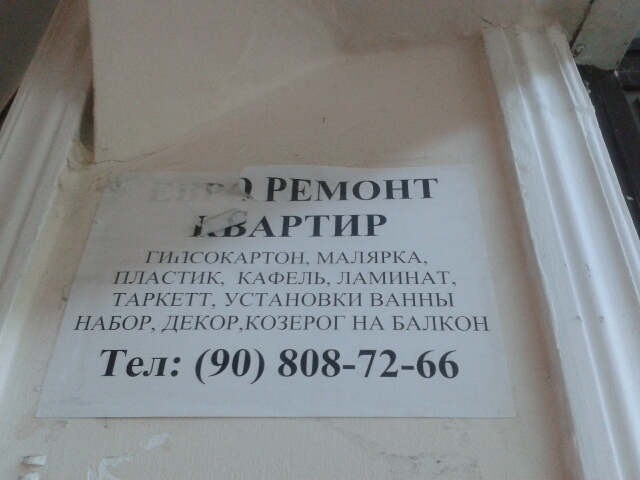 ЕВРО РЕМОНТ
КВАРТИР
ГИПСОКАРТОН, МАЛЯРКА,
ПЛАСТИК, КАФЕЛЬ, ЛАМИНАТ,
ТАРКЕТТ, УСТАНОВКИ ВАННЫ
НАБОР, ДЕКОР,КОЗЕРОГ НА БАЛКОН
Тел: (90) 808-72-66